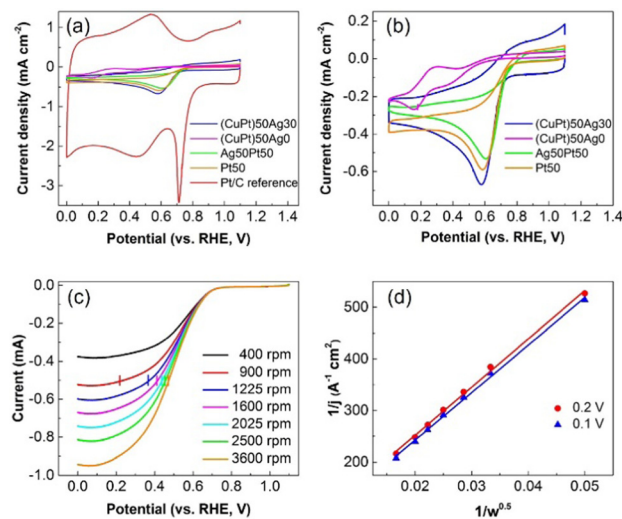 (a)
Current density (mA cm⁻²)
1
0
-1
-2
-3
(CuPt)50Ag30
(CuPt)50Ag0
Ag50Pt50
Pt50
Pt/C reference
0.0 0.2 0.4 0.6 0.8 1.0 1.2 1.4
Potential (vs. RHE, V)
(b)
Current density (mA cm⁻²)
0.2
0.0
-0.2
-0.4
-0.6
(CuPt)50Ag30
(CuPt)50Ag0
Ag50Pt50
Pt50
0.0 0.2 0.4 0.6 0.8 1.0 1.2 1.4
Potential (vs. RHE, V)
(c)
Current (mA)
0.0
-0.2
-0.4
-0.6
-0.8
-1.0
400 rpm
900 rpm
1225 rpm
1600 rpm
2025 rpm
2500 rpm
3600 rpm
0.0 0.2 0.4 0.6 0.8 1.0
Potential (vs. RHE, V)
(d)
1/j (A⁻¹ cm²)
500
400
300
200
0.2 V
0.1 V
0.02 0.03 0.04 0.05
1/w⁰·⁵